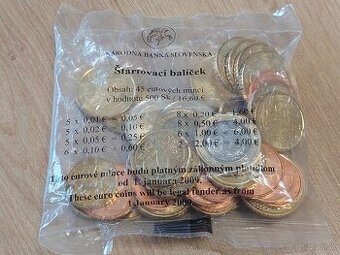 NÁRODNÁ BANKA SLOVENSKA
Štartovací balíček
Obsah: 45 eurových mincí
v hodnote 500 Sk / 16,60 €
5 x 0,01 € = 0,05 € 8 x 0,20 € = 1,60 €
5 x 0,02 € = 0,10 € 8 x 0,50 € = 4,00 €
5 x 0,05 € = 0,25 € 6 x 1,00 € = 6,00 €
6 x 0,10 € = 0,60 € 2,00 € = 4,00 €
eurové mince budú platným zákonným platidlom
od 1. januára 2009.
These euro coins will be legal tender as from
1 January 2009.